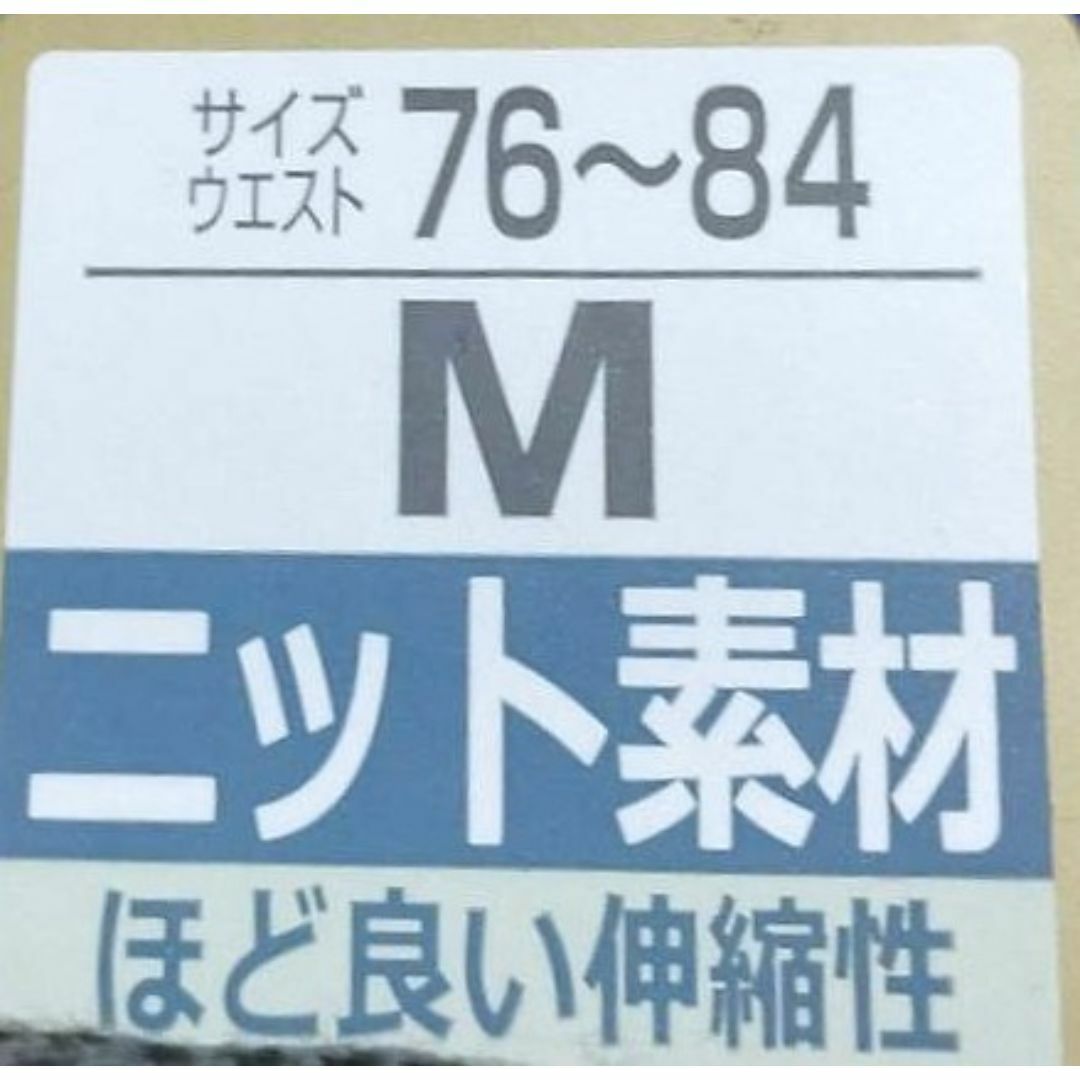 サイズ
ウエスト 76〜84
M
ニット素材
ほど良い伸縮性